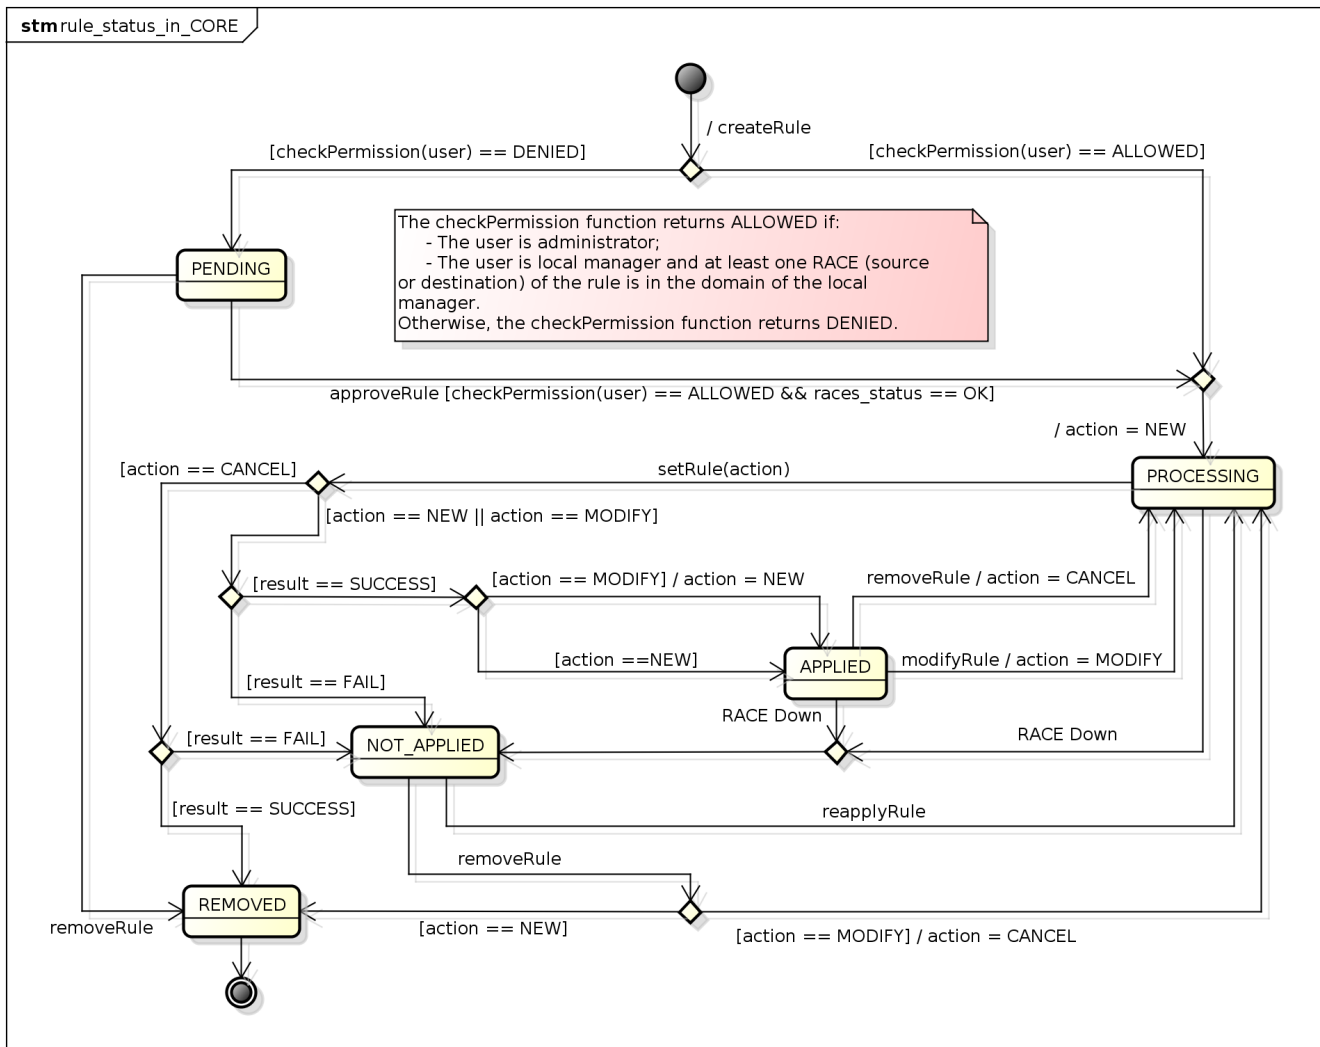 stm rule_status_in_CORE
/ createRule
[checkPermission(user) == DENIED]
[checkPermission(user) == ALLOWED]
The checkPermission function returns ALLOWED if:
- The user is administrator;
- The user is local manager and at least one RACE (source
or destination) of the rule is in the domain of the local
manager.
Otherwise, the checkPermission function returns DENIED.
PENDING
approveRule [checkPermission(user) == ALLOWED && races_status == OK]
/ action = NEW
[action == CANCEL]
setRule(action)
PROCESSING
[action == NEW || action == MODIFY]
[result == SUCCESS]
[action == MODIFY] / action = NEW
removeRule / action = CANCEL
[action ==NEW]
APPLIED
modifyRule / action = MODIFY
[result == FAIL]
RACE Down
[result == FAIL]
NOT_APPLIED
RACE Down
[result == SUCCESS]
reapplyRule
removeRule
REMOVED
removeRule
[action == NEW]
[action == MODIFY] / action = CANCEL